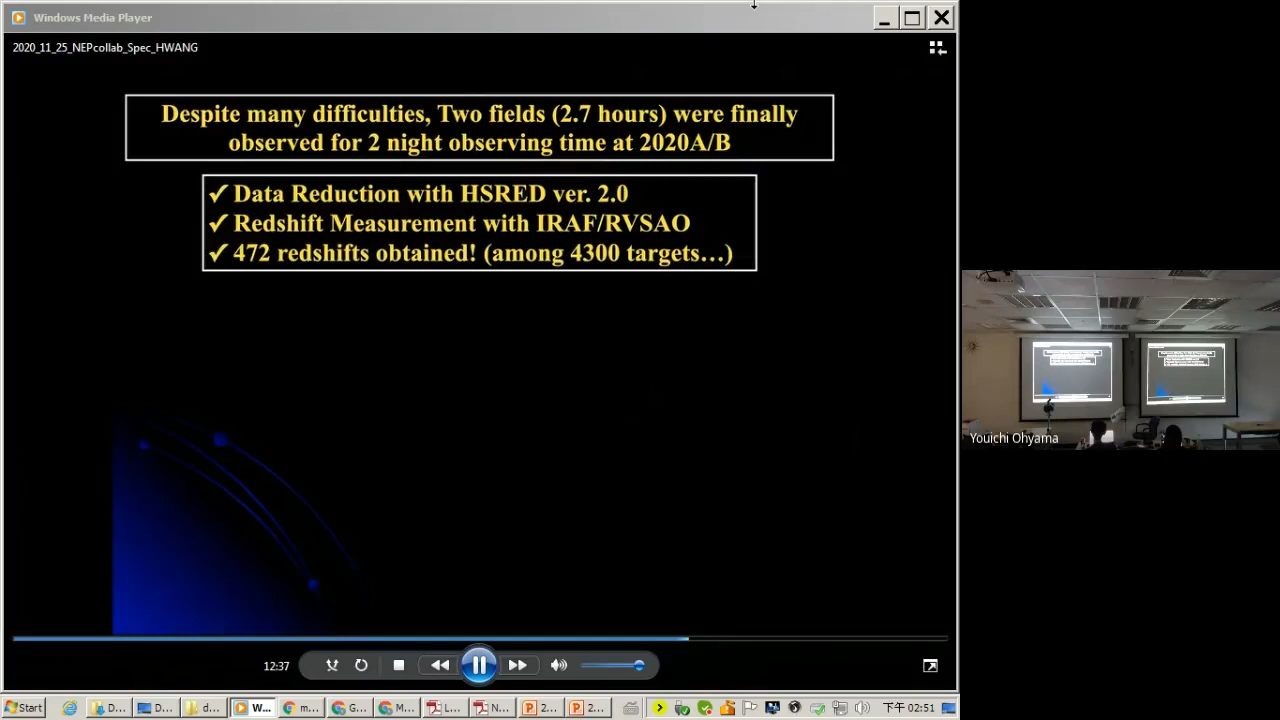 Windows Media Player
2020_11_25_NEPcollab_Spec_HWANG
Despite many difficulties, Two fields (2.7 hours) were finally
observed for 2 night observing time at 2020A/B
✓ Data Reduction with HSRED ver. 2.0
✓ Redshift Measurement with IRAF/RVSAO
✓ 472 redshifts obtained! (among 4300 targets…)
Youichi Ohyama
12:37
Start
D...
D...
d...
W...
m...
G...
M...
L...
N...
2...
2...
下午 02:51